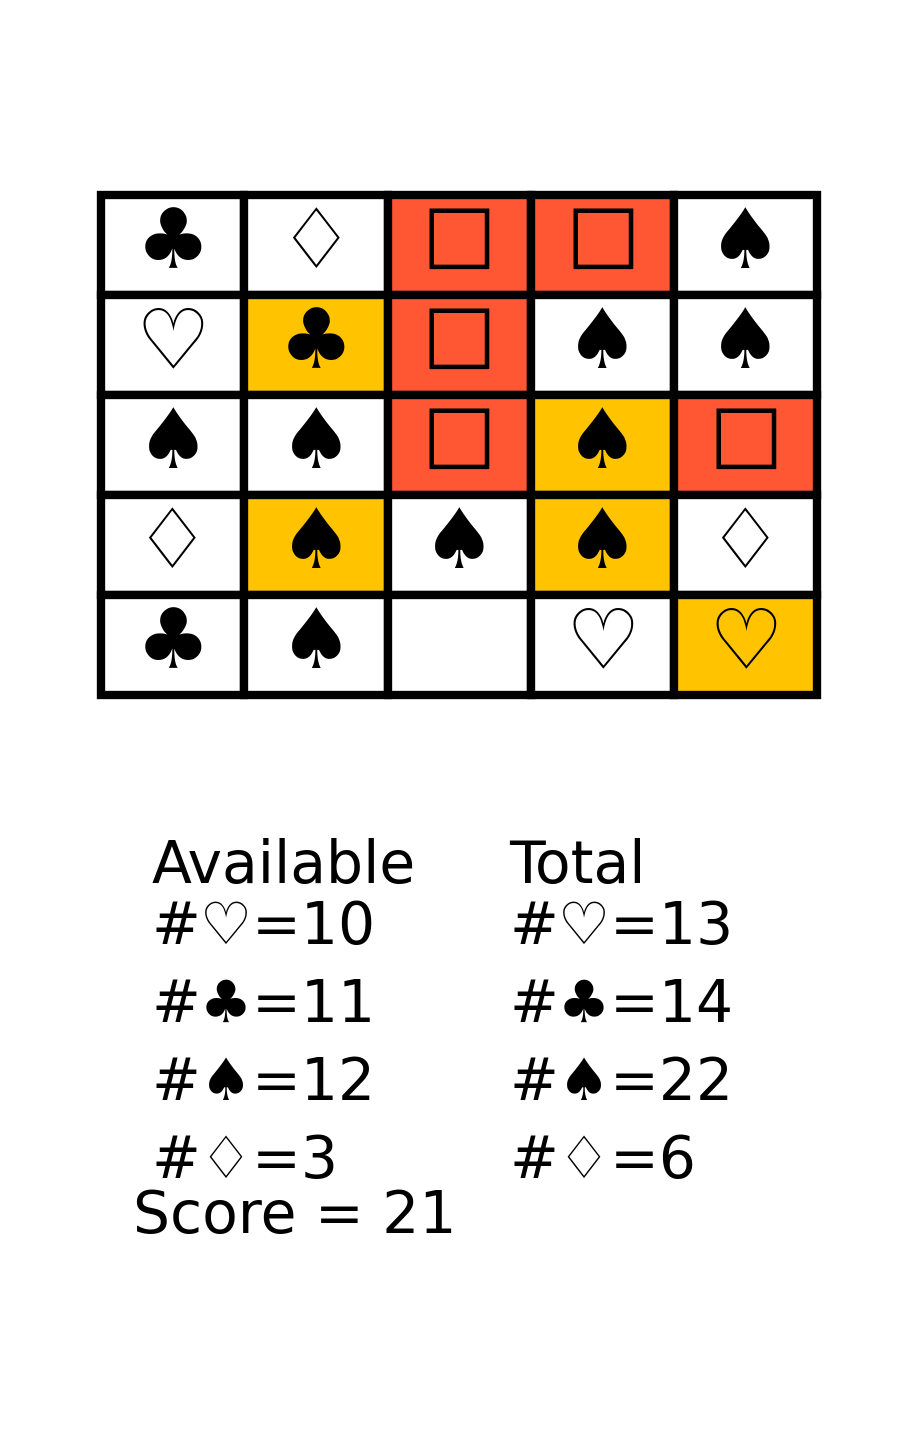 ♣ ♢ □ □ ♠
♡ ♣ □ ♠ ♠
♠ ♠ □ ♠ □
♢ ♠ ♠ ♠ ♢
♣ ♠ ♡ ♡
Available Total
#♡=10 #♡=13
#♣=11 #♣=14
#♠=12 #♠=22
#♢=3 #♢=6
Score = 21